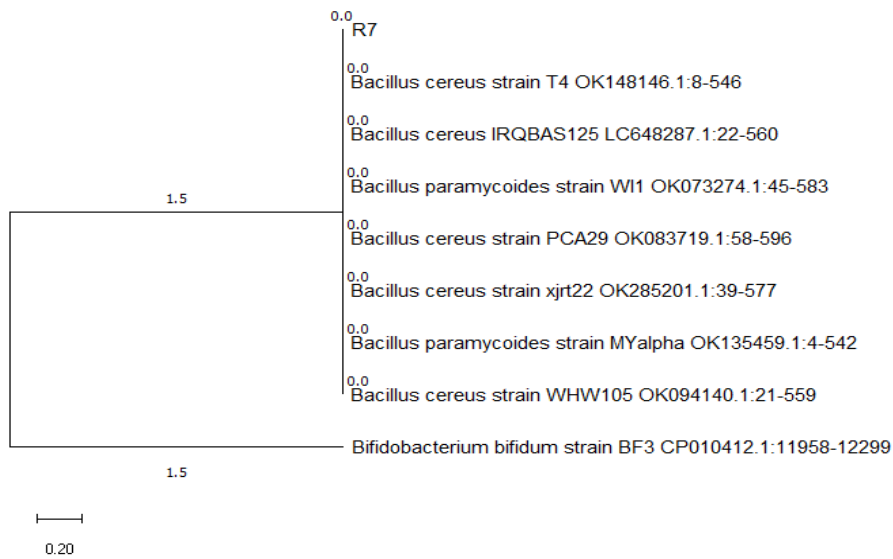 0.0
R7
0.0
Bacillus cereus strain T4 OK148146.1:8-546
0.0
Bacillus cereus IRQBAS125 LC648287.1:22-560
0.0
Bacillus paramycoides strain WI1 OK073274.1:45-583
1.5
0.0
Bacillus cereus strain PCA29 OK083719.1:58-596
0.0
Bacillus cereus strain xjrt22 OK285201.1:39-577
0.0
Bacillus paramycoides strain MYalpha OK135459.1:4-542
0.0
Bacillus cereus strain WHW105 OK094140.1:21-559
Bifidobacterium bifidum strain BF3 CP010412.1:11958-12299
1.5
0.20